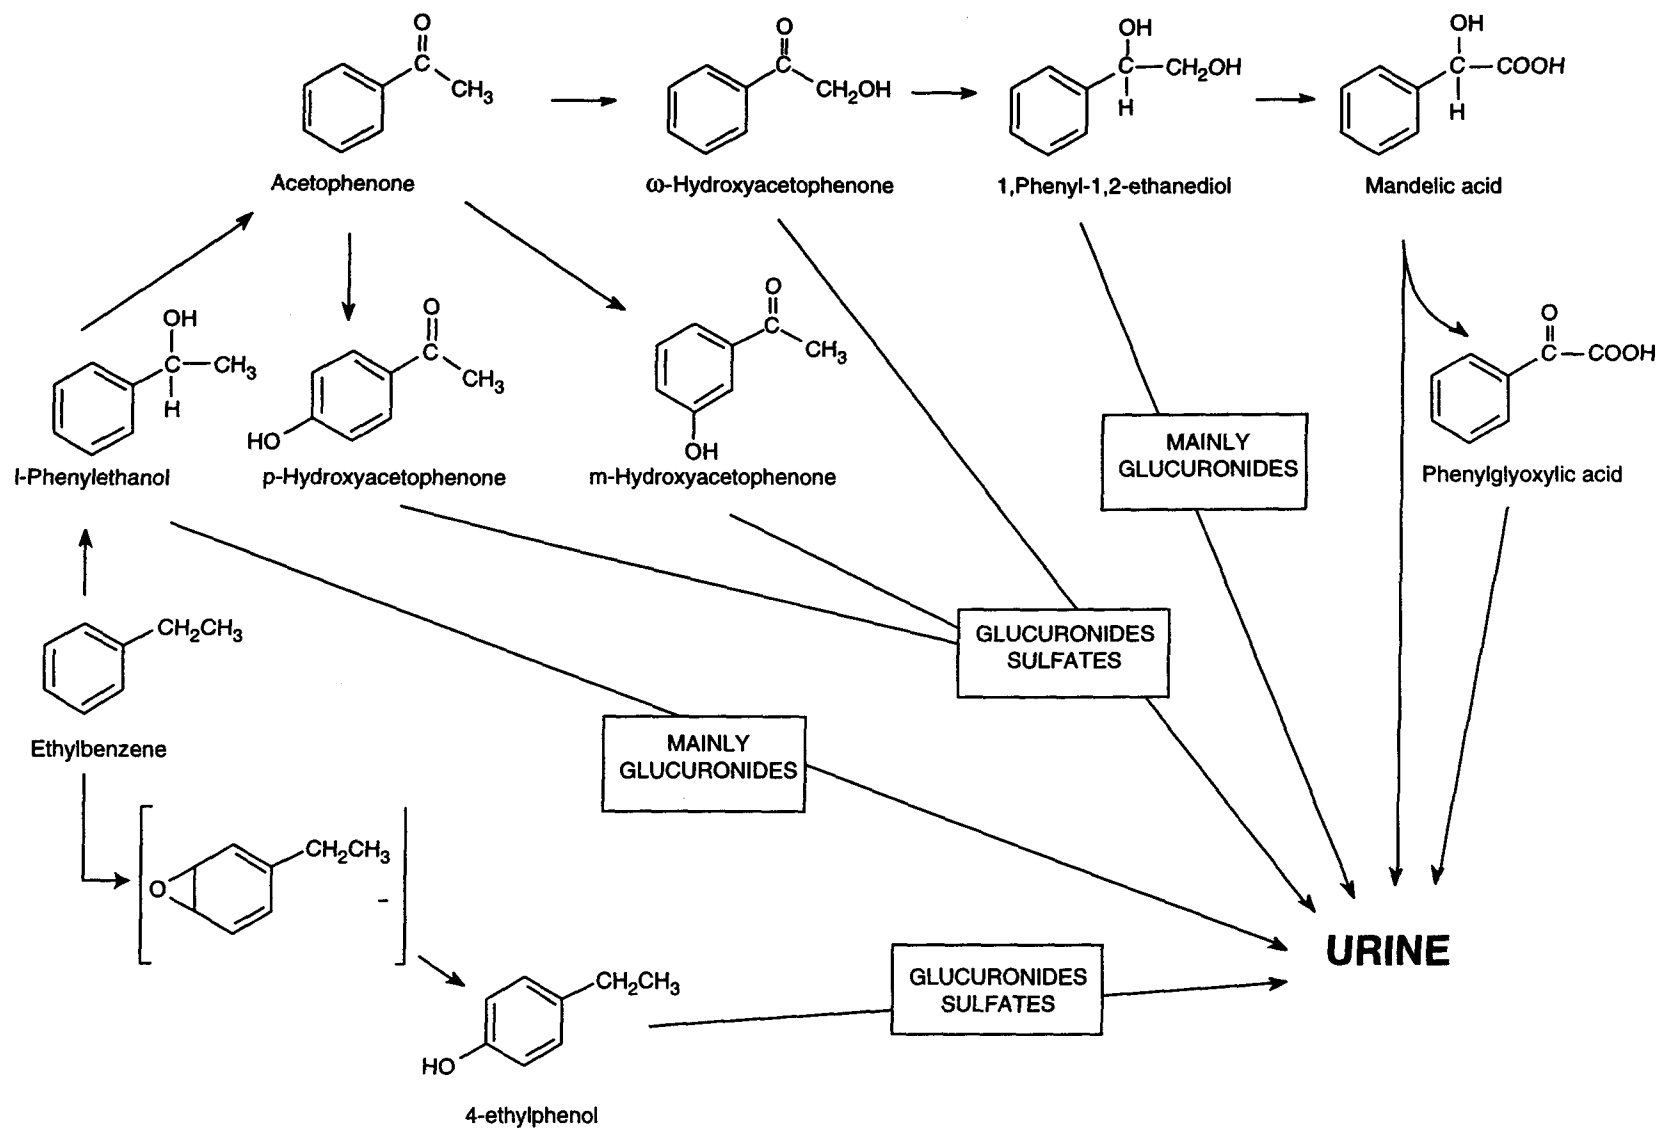 O
C
CH3
Acetophenone
O
C
CH2OH
ω-Hydroxyacetophenone
OH
C—CH2OH
H
1,Phenyl-1,2-ethanediol
OH
C—COOH
H
Mandelic acid
OH
C—CH3
H
l-Phenylethanol
O
C
CH3
HO
p-Hydroxyacetophenone
O
C
CH3
OH
m-Hydroxyacetophenone
O
C—COOH
Phenylglyoxylic acid
MAINLY
GLUCURONIDES
GLUCURONIDES
SULFATES
CH2CH3
Ethylbenzene
MAINLY
GLUCURONIDES
O
CH2CH3
URINE
CH2CH3
HO
4-ethylphenol
GLUCURONIDES
SULFATES